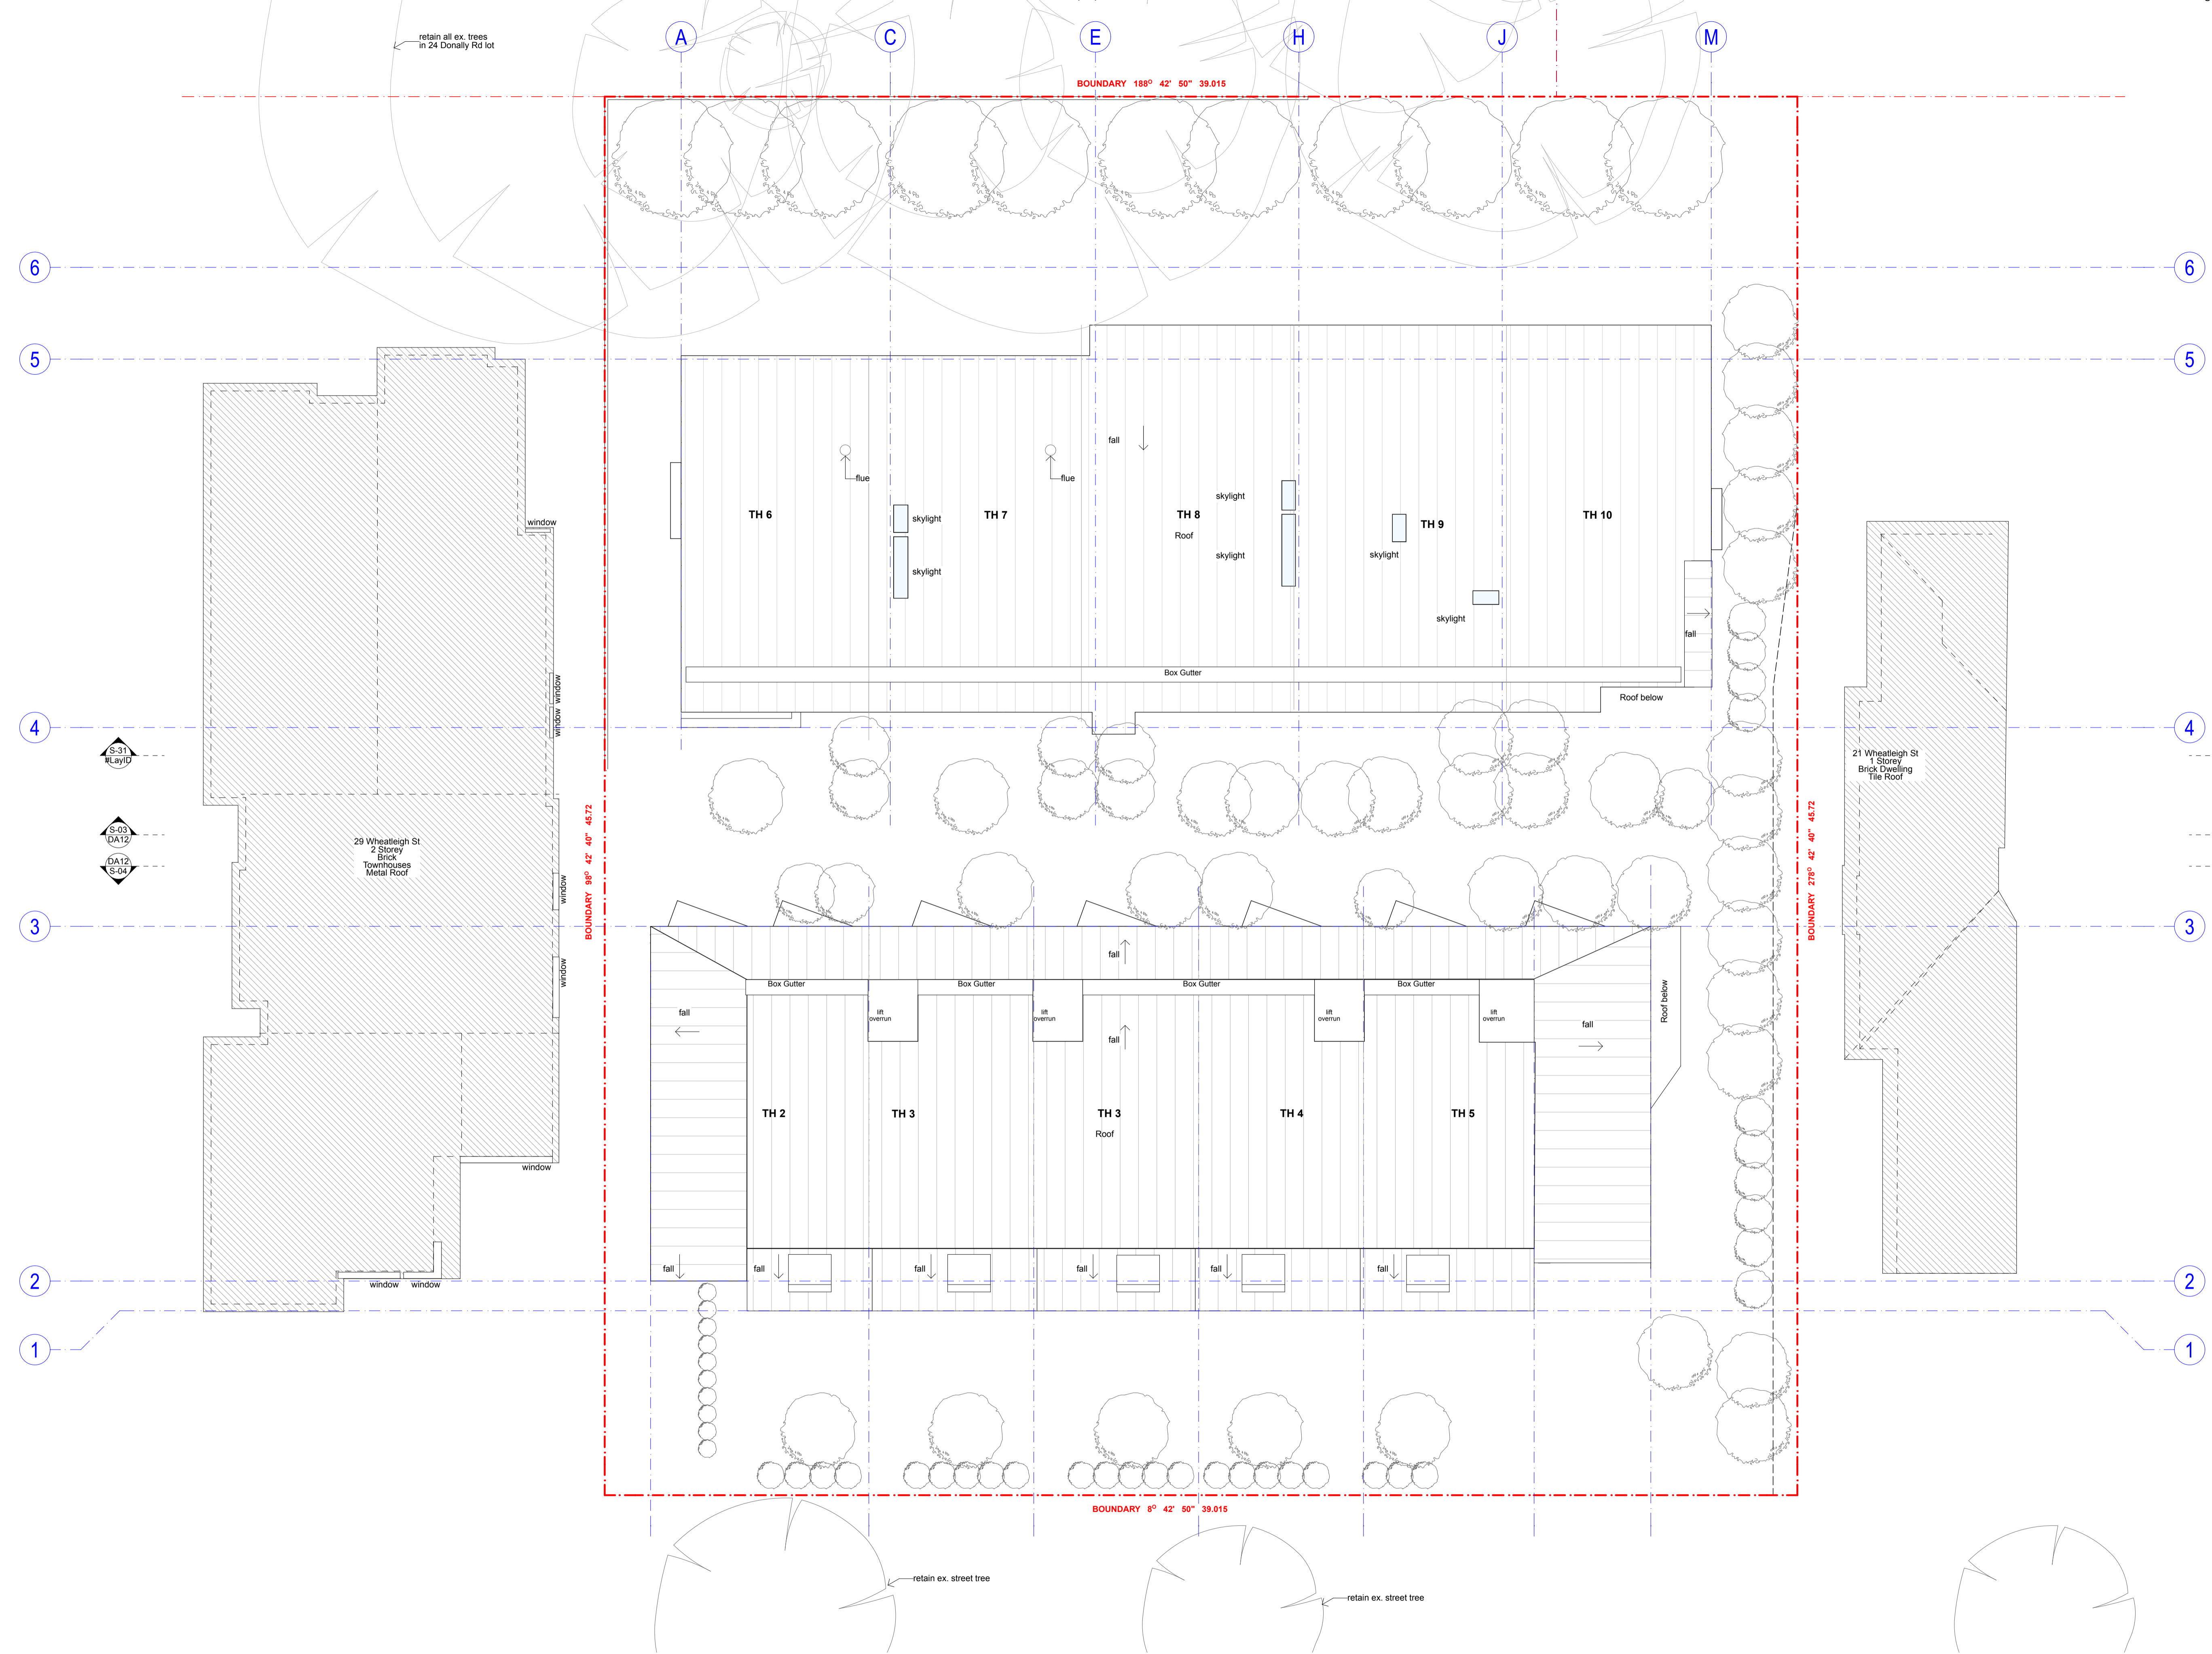 retain all ex. trees
in 24 Donally Rd lot
A
C
E
H
J
M
BOUNDARY 188° 42' 50" 39.015
6
6
5
5
fall
flue
flue
skylight
TH 6
skylight
TH 7
TH 8
Roof
skylight
skylight
TH 9
skylight
TH 10
window
skylight
skylight
fall
Box Gutter
Roof below
window
window
4
4
S-31
#LayID
21 Wheatleigh St
1 Storey
Brick Dwelling
Tile Roof
S-03
DA12
DA12
S-04
29 Wheatleigh St
2 Storey
Brick
Townhouses
Metal Roof
BOUNDARY 98° 42' 40" 45.72
BOUNDARY 278° 42' 40" 45.72
window
window
3
3
fall
Box Gutter
Box Gutter
Box Gutter
Box Gutter
fall
lift
overrun
lift
overrun
lift
overrun
lift
overrun
fall
fall
Roof below
TH 2
TH 3
TH 3
Roof
TH 4
TH 5
window
fall
fall
fall
fall
fall
fall
window
window
2
2
1
1
BOUNDARY 8° 42' 50" 39.015
retain ex. street tree
retain ex. street tree